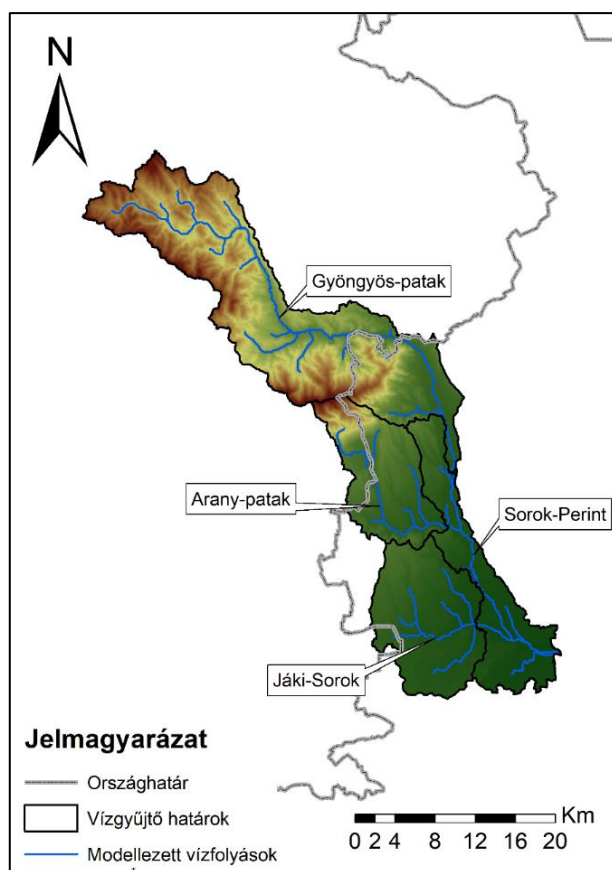 N
Gyöngyös-patak
Arany-patak
Sorok-Perint
Jáki-Sorok
Jelmagyarázat
Országhatár
Vízgyűjtő határok
Modellezett vízfolyások
Km
0 2 4 8 12 16 20